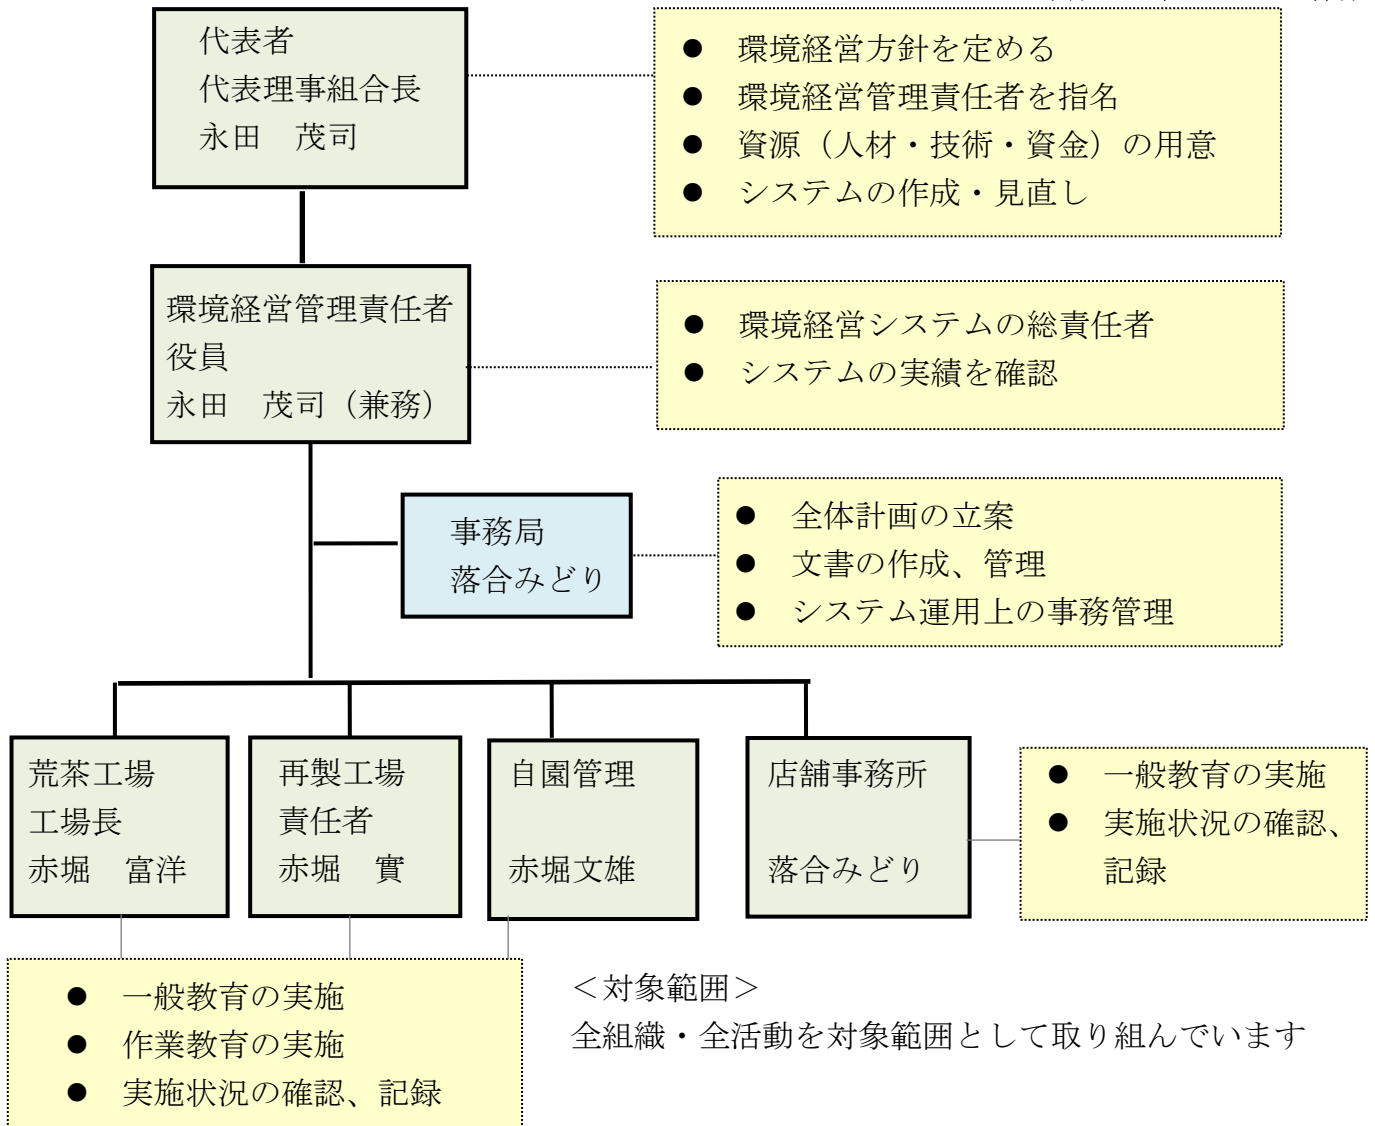 代表者
代表理事組合長
永田　茂司
● 環境経営方針を定める
● 環境経営管理責任者を指名
● 資源（人材・技術・資金）の用意
● システムの作成・見直し
環境経営管理責任者
役員
永田　茂司（兼務）
● 環境経営システムの総責任者
● システムの実績を確認
事務局
落合みどり
● 全体計画の立案
● 文書の作成、管理
● システム運用上の事務管理
荒茶工場
工場長
赤堀　富洋
再製工場
責任者
赤堀　實
自園管理
赤堀文雄
店舗事務所
落合みどり
● 一般教育の実施
● 実施状況の確認、
記録
● 一般教育の実施
● 作業教育の実施
● 実施状況の確認、記録
＜対象範囲＞
全組織・全活動を対象範囲として取り組んでいます